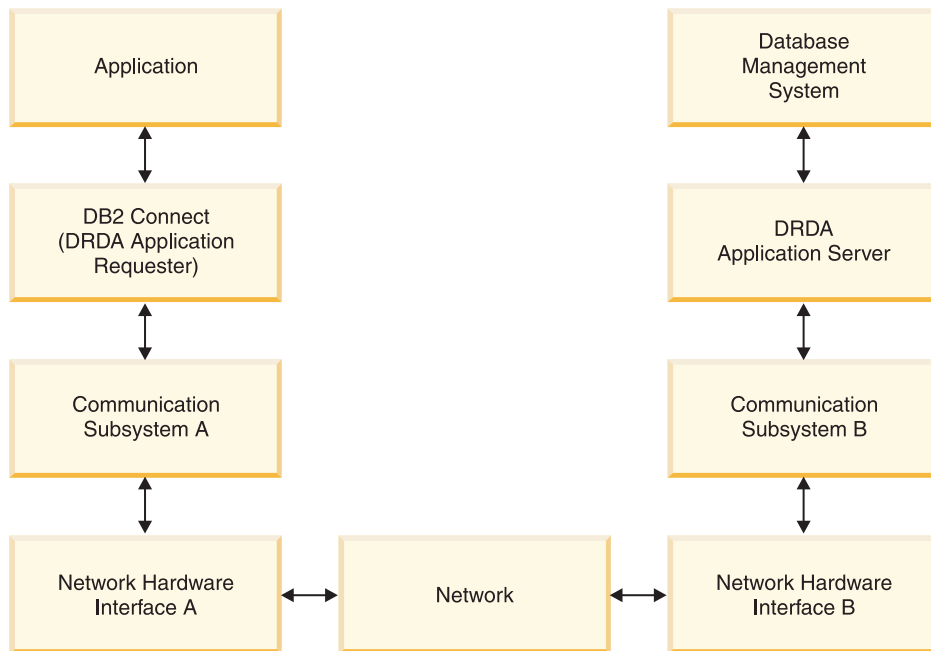 Application
Database
Management
System
DB2 Connect
(DRDA Application
Requester)
DRDA
Application Server
Communication
Subsystem A
Communication
Subsystem B
Network Hardware
Interface A
Network
Network Hardware
Interface B